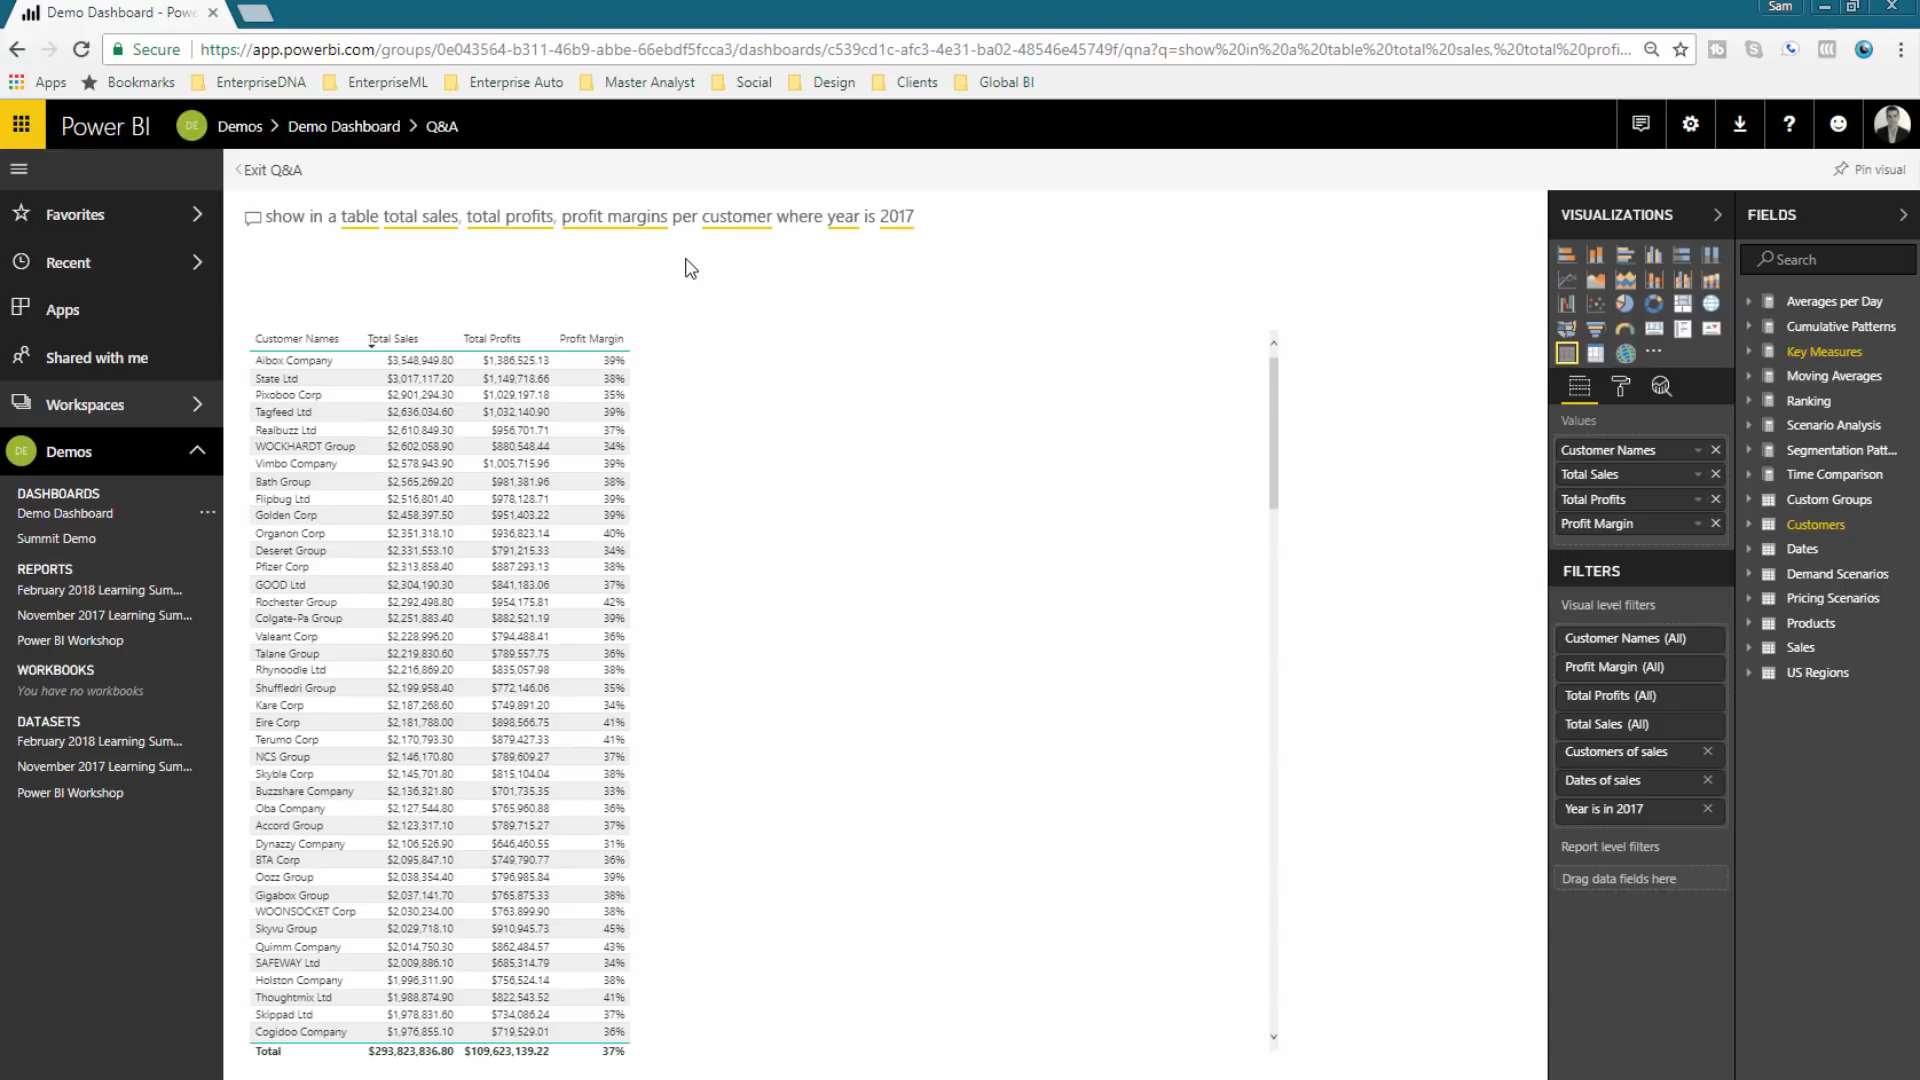 Demo Dashboard - Powe
Sam
Secure
https://app.powerbi.com/groups/0e043564-b311-46b9-abbe-66ebdf5fcca3/dashboards/c539cd1c-afc3-4e31-ba02-48546e45749f/qna?q=show%20in%20a%20table%20total%20sales,%20total%20profi...
Apps
Bookmarks
EnterpriseDNA
EnterpriseML
Enterprise Auto
Master Analyst
Social
Design
Clients
Global BI
Power BI
DE
Demos > Demo Dashboard > Q&A
Exit Q&A
Pin visual
Favorites
Recent
Apps
Shared with me
Workspaces
DE
Demos
DASHBOARDS
Demo Dashboard
Summit Demo
REPORTS
February 2018 Learning Sum...
November 2017 Learning Sum...
Power BI Workshop
WORKBOOKS
You have no workbooks
DATASETS
February 2018 Learning Sum...
November 2017 Learning Sum...
Power BI Workshop
show in a table total sales, total profits, profit margins per customer where year is 2017
Customer Names Total Sales Total Profits Profit Margin
Aibox Company $3,548,949.80 $1,386,525.13 39%
State Ltd $3,017,117.20 $1,149,718.66 38%
Pixoboo Corp $2,901,294.30 $1,029,197.18 35%
Tagfeed Ltd $2,636,034.60 $1,032,140.90 39%
Realbuzz Ltd $2,610,849.30 $956,701.71 37%
WOCKHARDT Group $2,602,058.90 $880,548.44 34%
Vimbo Company $2,578,943.90 $1,005,715.96 39%
Bath Group $2,565,269.20 $981,381.96 38%
Flipbug Ltd $2,516,801.40 $978,128.71 39%
Golden Corp $2,458,397.50 $951,403.22 39%
Organon Corp $2,351,318.10 $936,823.14 40%
Deseret Group $2,331,553.10 $791,215.33 34%
Pfizer Corp $2,313,858.40 $887,293.13 38%
GOOD Ltd $2,304,190.30 $841,183.06 37%
Rochester Group $2,292,498.80 $954,175.81 42%
Colgate-Pa Group $2,251,883.40 $882,521.19 39%
Valeant Corp $2,228,996.20 $794,488.41 36%
Talane Group $2,219,830.60 $789,557.75 36%
Rhynoodle Ltd $2,216,869.20 $835,057.98 38%
Shuffledri Group $2,199,958.40 $772,146.06 35%
Kare Corp $2,187,268.60 $749,891.20 34%
Eire Corp $2,181,788.00 $898,566.75 41%
Terumo Corp $2,170,793.30 $879,427.33 41%
NCS Group $2,146,170.80 $789,609.27 37%
Skyble Corp $2,145,701.80 $815,104.04 38%
Buzzshare Company $2,136,321.80 $701,735.35 33%
Oba Company $2,127,544.80 $765,960.88 36%
Accord Group $2,123,317.10 $789,715.27 37%
Dynazzy Company $2,106,526.90 $646,460.55 31%
BTA Corp $2,095,847.10 $749,790.77 36%
Oozz Group $2,038,354.40 $796,985.84 39%
Gigabox Group $2,037,141.70 $765,875.33 38%
WOONSOCKET Corp $2,030,234.00 $763,899.90 38%
Skyvu Group $2,029,718.10 $910,945.73 45%
Quimm Company $2,014,750.30 $862,484.57 43%
SAFEWAY Ltd $2,009,886.10 $685,314.79 34%
Holston Company $1,996,311.90 $756,524.14 38%
Thoughtmix Ltd $1,988,874.90 $822,543.52 41%
Skippad Ltd $1,978,831.60 $734,086.24 37%
Cogidoo Company $1,976,855.10 $719,529.01 36%
Total $293,823,836.80 $109,623,139.22 37%
VISUALIZATIONS
Values
Customer Names
Total Sales
Total Profits
Profit Margin
FILTERS
Visual level filters
Customer Names (All)
Profit Margin (All)
Total Profits (All)
Total Sales (All)
Customers of sales
Dates of sales
Year is in 2017
Report level filters
Drag data fields here
FIELDS
Search
Averages per Day
Cumulative Patterns
Key Measures
Moving Averages
Ranking
Scenario Analysis
Segmentation Patt...
Time Comparison
Custom Groups
Customers
Dates
Demand Scenarios
Pricing Scenarios
Products
Sales
US Regions